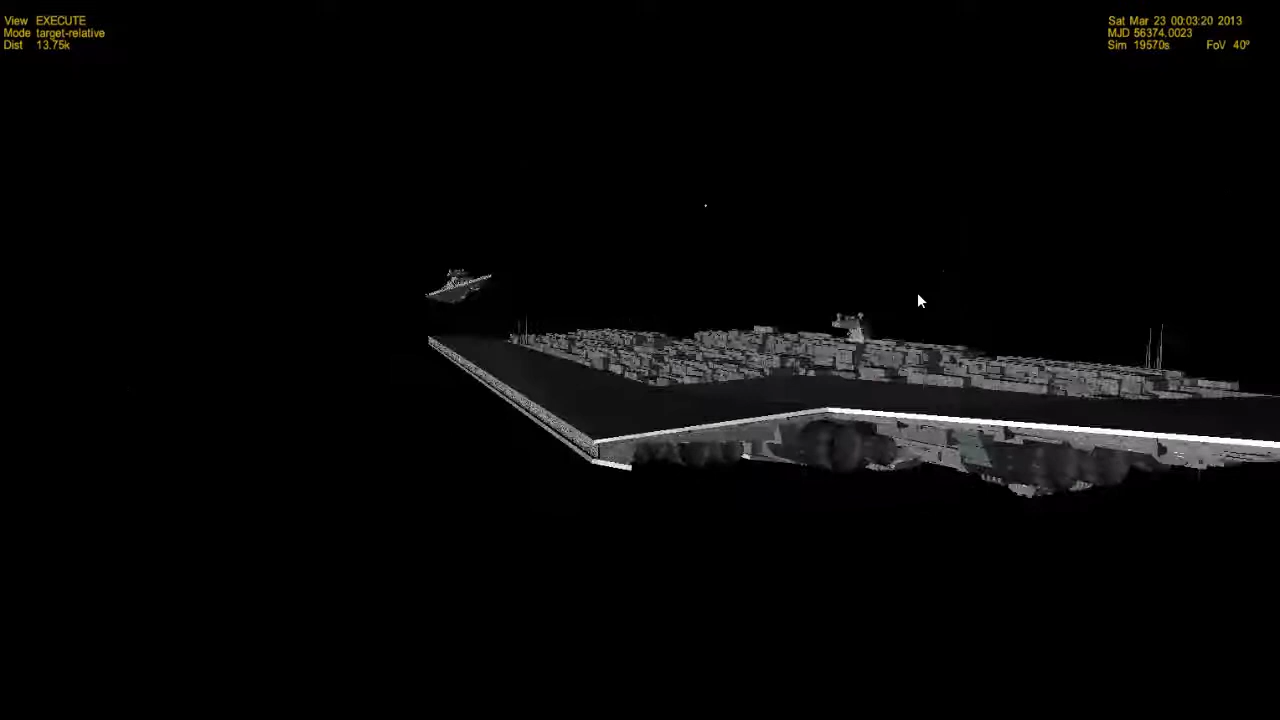 View EXECUTE
Mode target-relative
Dist 13.75k
Sat Mar 23 00:03:20 2013
MJD 56374.0023
Sim 19570s FoV 40°